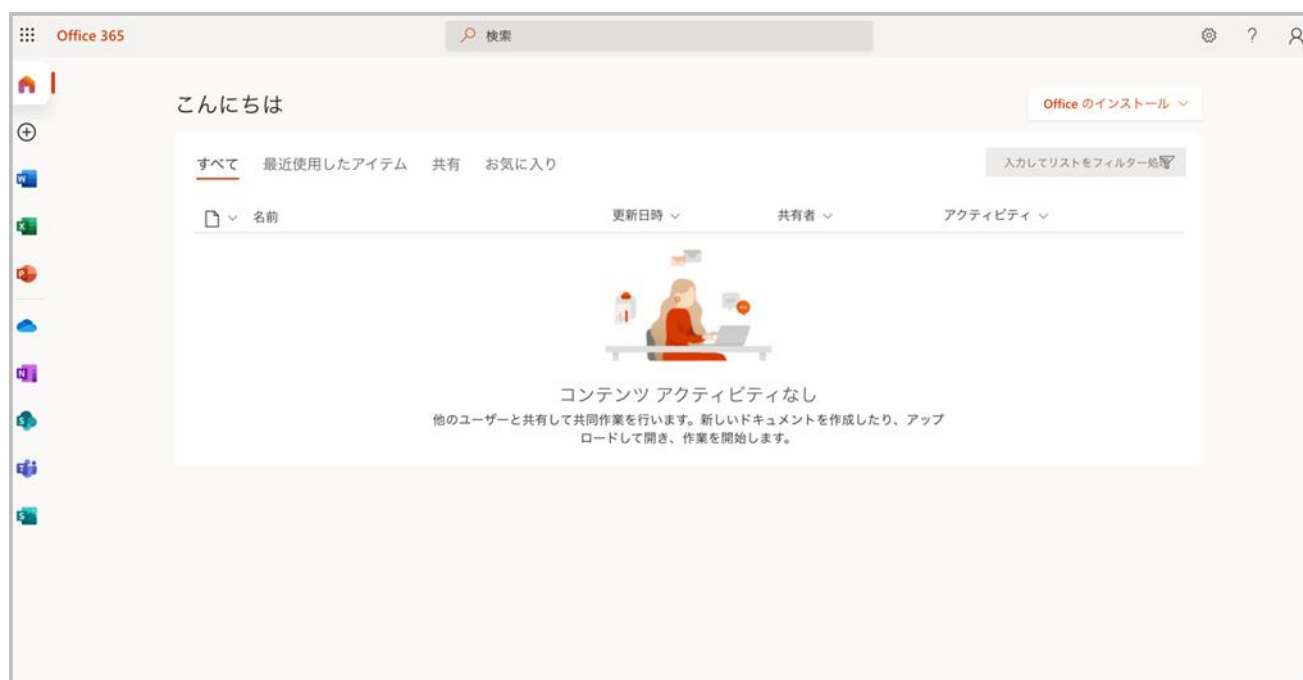 Office 365
検索
こんにちは
Office のインストール
すべて 最近使用したアイテム 共有 お気に入り
入力してリストをフィルター処理
名前 更新日時 共有者 アクティビティ
コンテンツ アクティビティなし
他のユーザーと共有して共同作業を行います。新しいドキュメントを作成したり、アップ
ロードして開き、作業を開始します。